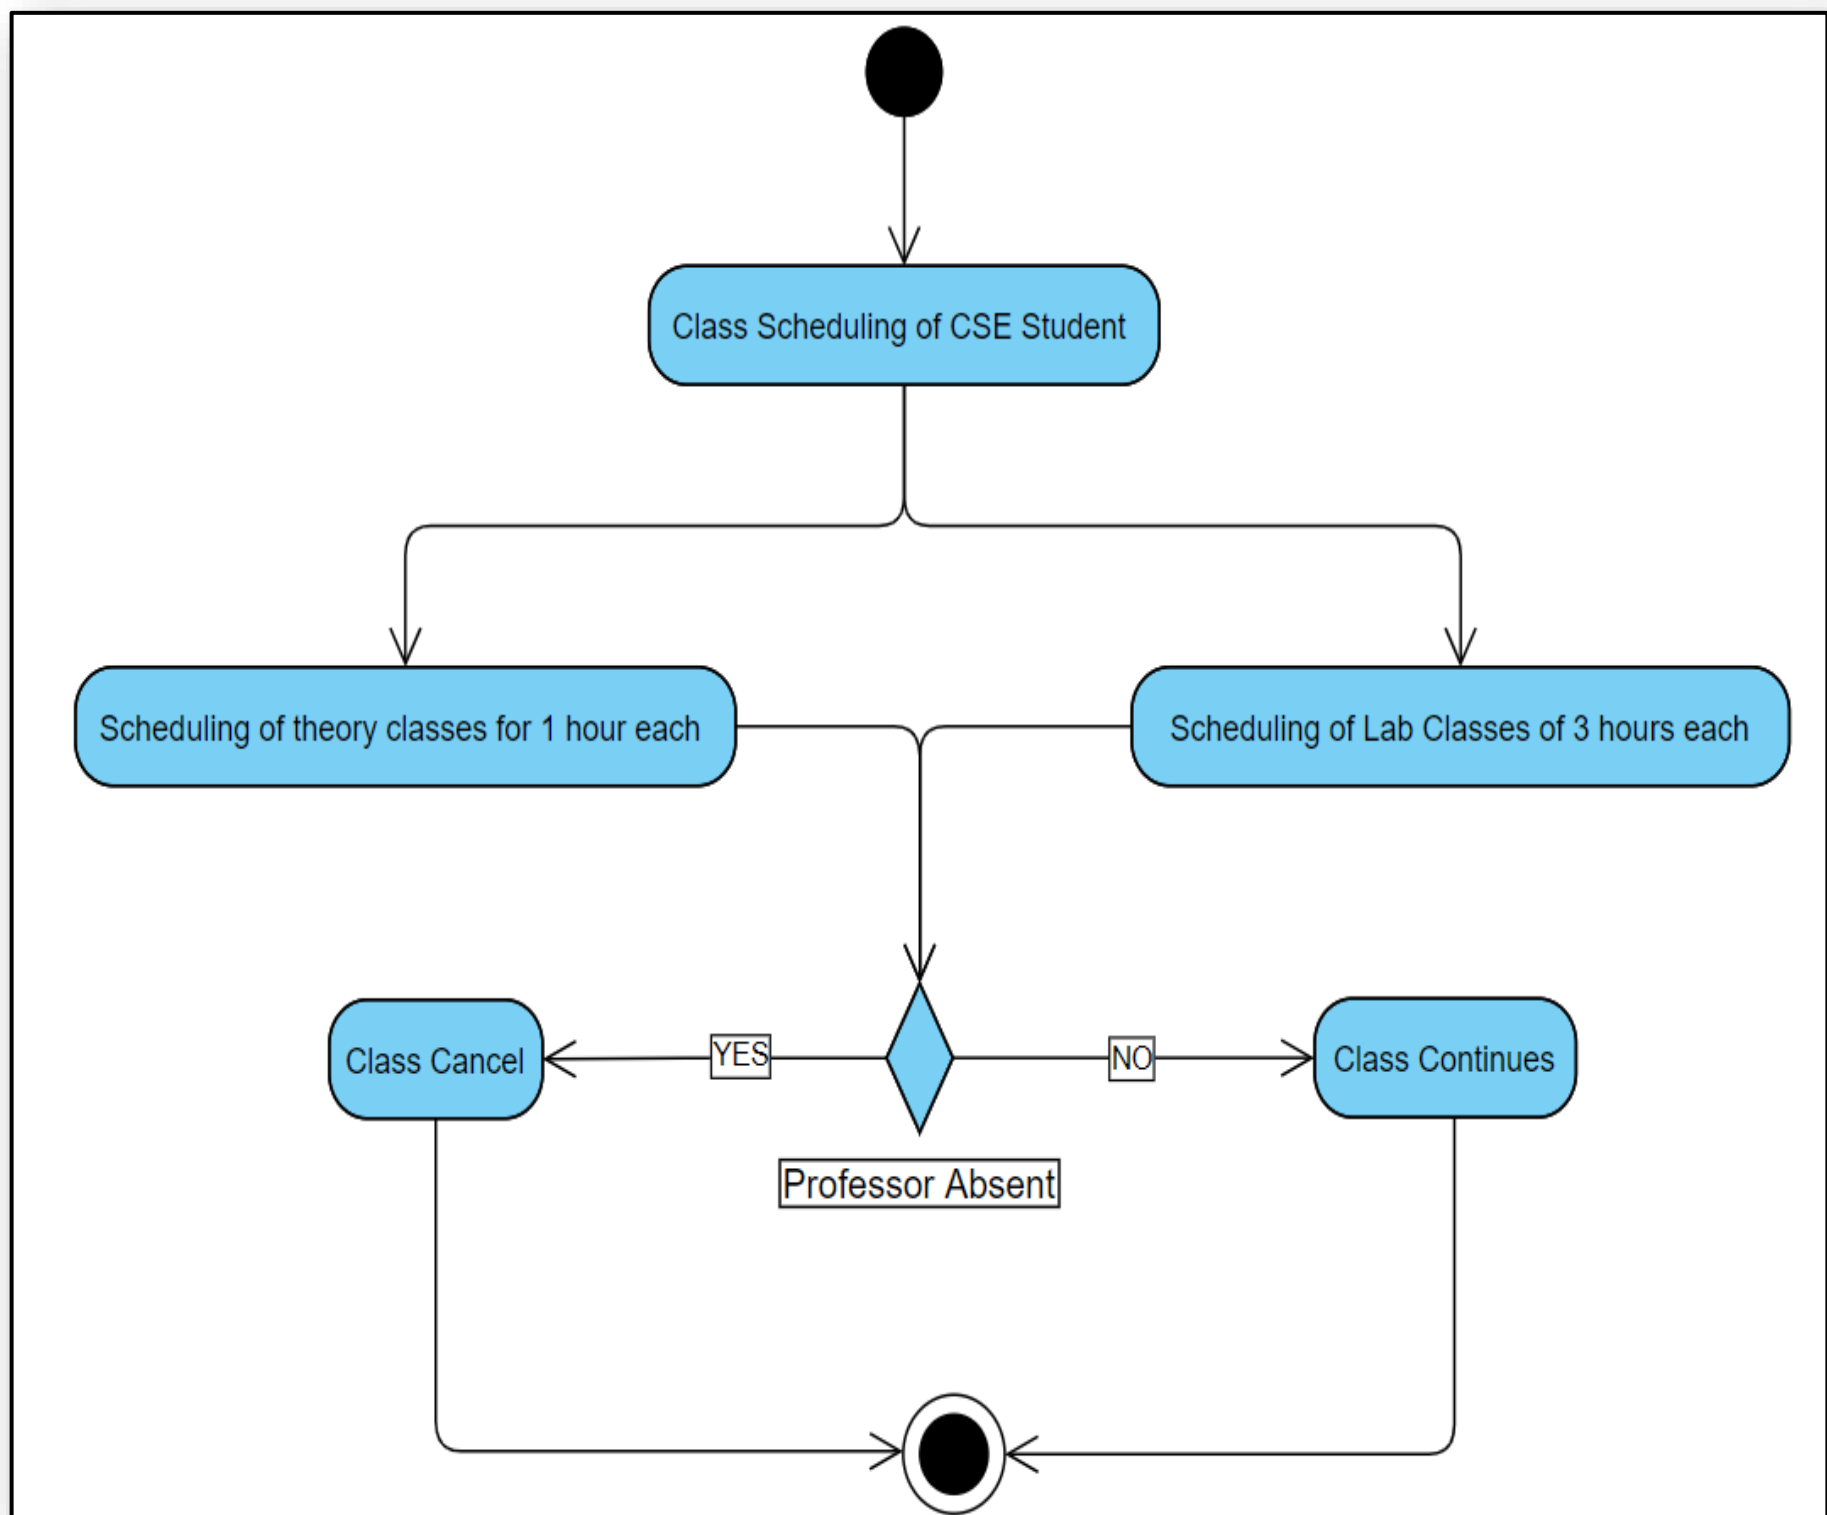 Class Scheduling of CSE Student
Scheduling of theory classes for 1 hour each
Scheduling of Lab Classes of 3 hours each
Class Cancel
YES
NO
Class Continues
Professor Absent